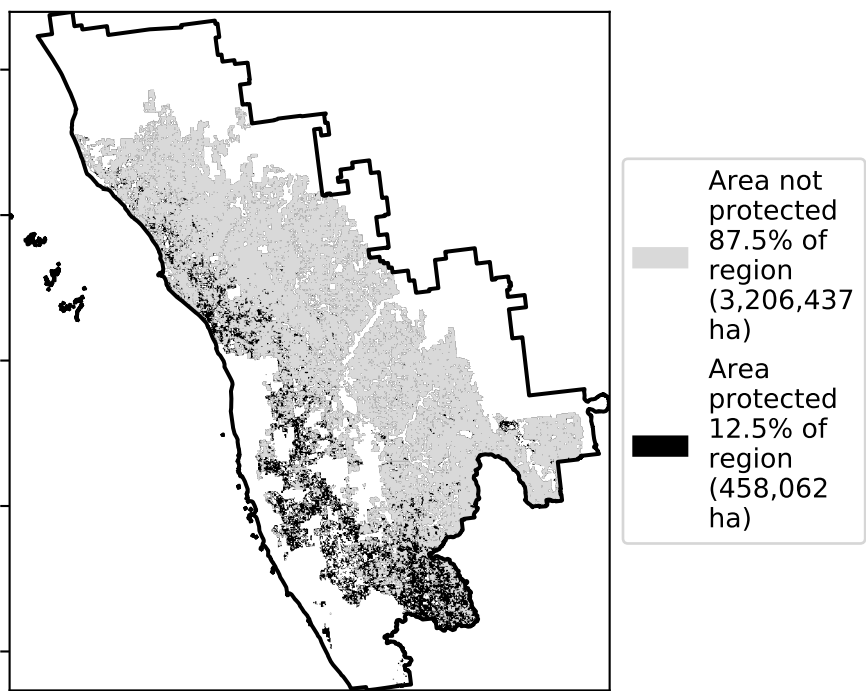 Area not
protected
87.5% of
region
(3,206,437
ha)
Area
protected
12.5% of
region
(458,062
ha)